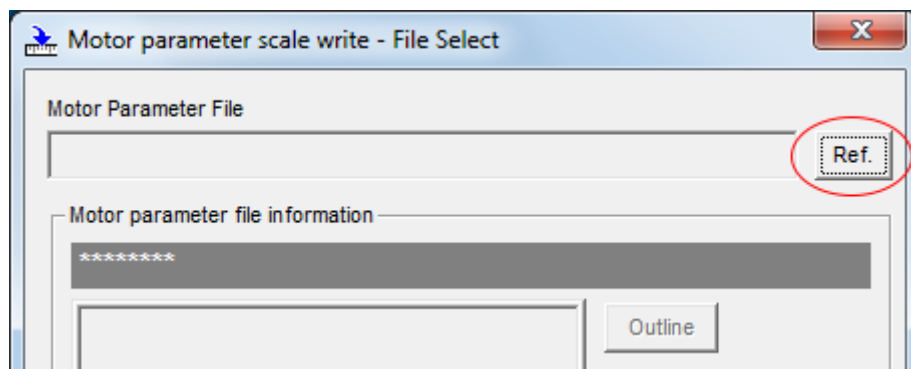 Motor parameter scale write - File Select
Motor Parameter File
Ref.
Motor parameter file information
********
Outline